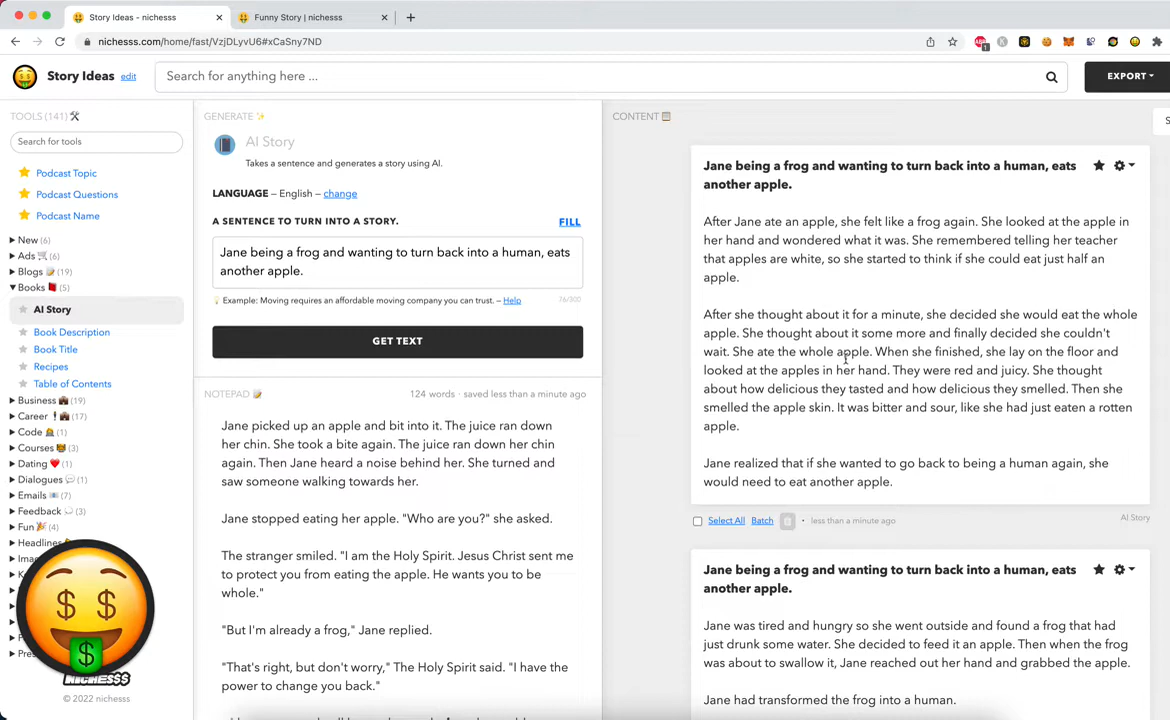 Story Ideas - nichesss
Funny Story | nichesss
nichesss.com/home/fast/VzjDLyvU6#xCaSny7ND
Story Ideas edit
Search for anything here ...
EXPORT
TOOLS (141)
Search for tools
Podcast Topic
Podcast Questions
Podcast Name
New (6)
Ads (6)
Blogs (19)
Books (5)
AI Story
Book Description
Book Title
Recipes
Table of Contents
Business (19)
Career (17)
Code (1)
Courses (3)
Dating (1)
Dialogues (1)
Emails (7)
Feedback (3)
Fun (4)
Headlines
NICHESSS
© 2022 nichesss
GENERATE
AI Story
Takes a sentence and generates a story using AI.
LANGUAGE – English – change
A SENTENCE TO TURN INTO A STORY.
FILL
Jane being a frog and wanting to turn back into a human, eats
another apple.
Example: Moving requires an affordable moving company you can trust. – Help
76/300
GET TEXT
NOTEPAD
124 words • saved less than a minute ago
Jane picked up an apple and bit into it. The juice ran down
her chin. She took a bite again. The juice ran down her chin
again. Then Jane heard a noise behind her. She turned and
saw someone walking towards her.
Jane stopped eating her apple. "Who are you?" she asked.
The stranger smiled. "I am the Holy Spirit. Jesus Christ sent me
to protect you from eating the apple. He wants you to be
whole."
"But I'm already a frog," Jane replied.
"That's right, but don't worry," The Holy Spirit said. "I have the
power to change you back."
CONTENT
Jane being a frog and wanting to turn back into a human, eats
another apple.
After Jane ate an apple, she felt like a frog again. She looked at the apple in
her hand and wondered what it was. She remembered telling her teacher
that apples are white, so she started to think if she could eat just half an
apple.
After she thought about it for a minute, she decided she would eat the whole
apple. She thought about it some more and finally decided she couldn't
wait. She ate the whole apple. When she finished, she lay on the floor and
looked at the apples in her hand. They were red and juicy. She thought
about how delicious they tasted and how delicious they smelled. Then she
smelled the apple skin. It was bitter and sour, like she had just eaten a rotten
apple.
Jane realized that if she wanted to go back to being a human again, she
would need to eat another apple.
Select All Batch • less than a minute ago
AI Story
Jane being a frog and wanting to turn back into a human, eats
another apple.
Jane was tired and hungry so she went outside and found a frog that had
just drunk some water. She decided to feed it an apple. Then when the frog
was about to swallow it, Jane reached out her hand and grabbed the apple.
Jane had transformed the frog into a human.